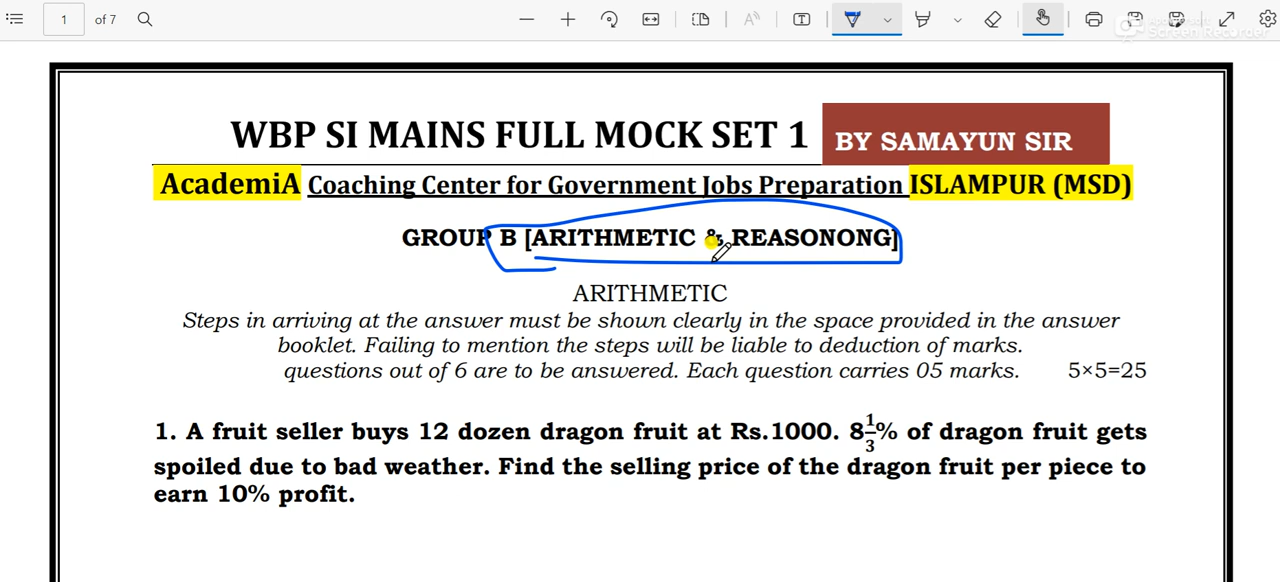 1 of 7
Apowersoft
Screen Recorder
WBP SI MAINS FULL MOCK SET 1 BY SAMAYUN SIR
AcademiA Coaching Center for Government Jobs Preparation ISLAMPUR (MSD)
GROUP B [ARITHMETIC & REASONONG]
ARITHMETIC
Steps in arriving at the answer must be shown clearly in the space provided in the answer
booklet. Failing to mention the steps will be liable to deduction of marks.
questions out of 6 are to be answered. Each question carries 05 marks. 5×5=25
1. A fruit seller buys 12 dozen dragon fruit at Rs.1000. 8 1/3% of dragon fruit gets
spoiled due to bad weather. Find the selling price of the dragon fruit per piece to
earn 10% profit.